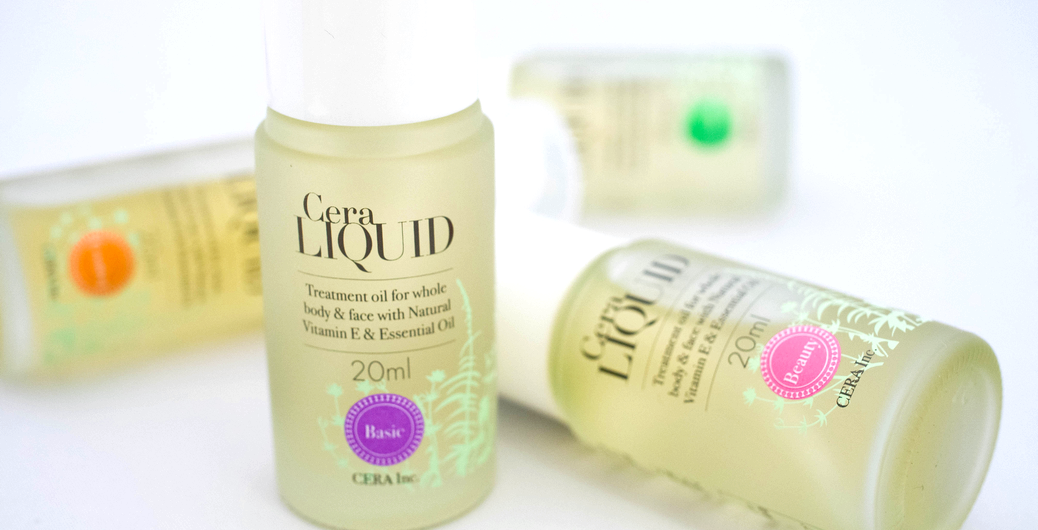 Cera
LIQUID
Treatment oil for whole
body & face with Natural
Vitamin E & Essential Oil
20ml
Basic
CERA Inc.
Cera
LIQUID
Treatment oil for whole
body & face with Natural
Vitamin E & Essential Oil
20ml
Beauty
CERA Inc.